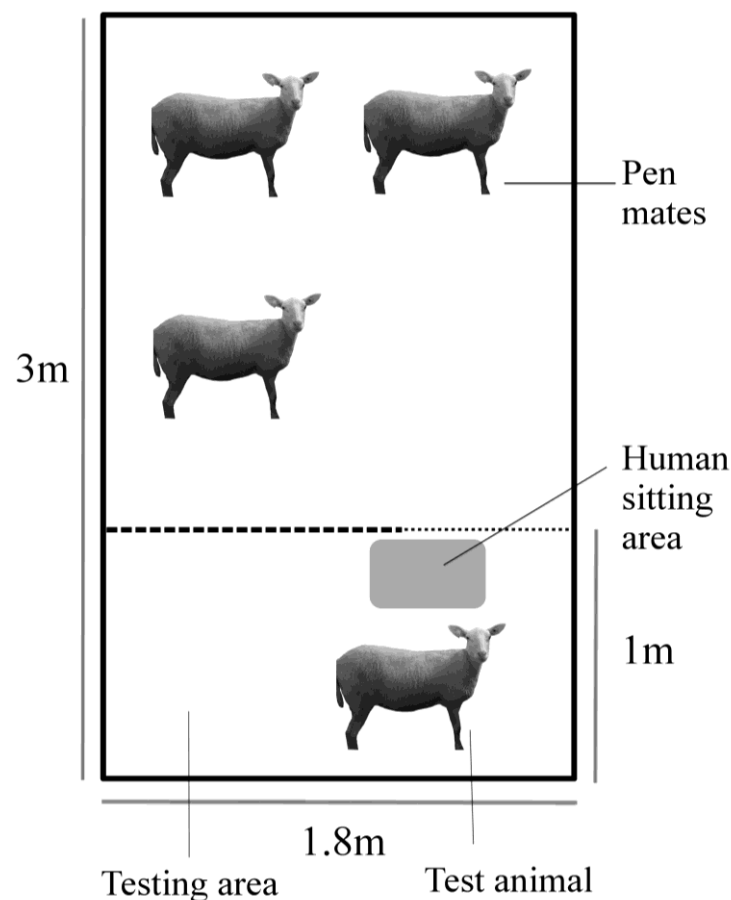 Pen
mates
3m
Human
sitting
area
1m
1.8m
Testing area
Test animal